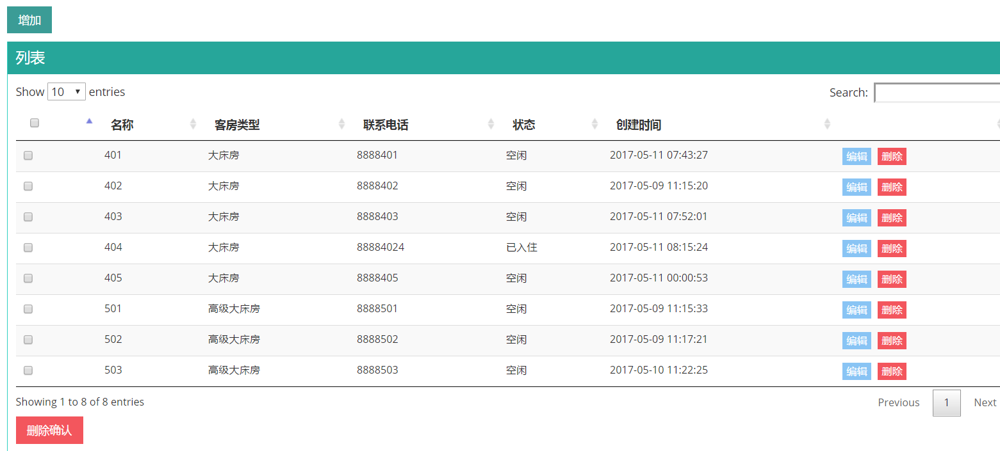 增加
列表
Show 10 entries Search:
名称 客房类型 联系电话 状态 创建时间
401 大床房 8888401 空闲 2017-05-11 07:43:27 编辑 删除
402 大床房 8888402 空闲 2017-05-09 11:15:20 编辑 删除
403 大床房 8888403 空闲 2017-05-11 07:52:01 编辑 删除
404 大床房 88884024 已入住 2017-05-11 08:15:24 编辑 删除
405 大床房 8888405 空闲 2017-05-11 00:00:53 编辑 删除
501 高级大床房 8888501 空闲 2017-05-09 11:15:33 编辑 删除
502 高级大床房 8888502 空闲 2017-05-09 11:17:21 编辑 删除
503 高级大床房 8888503 空闲 2017-05-10 11:22:25 编辑 删除
Showing 1 to 8 of 8 entries Previous 1 Next
删除确认